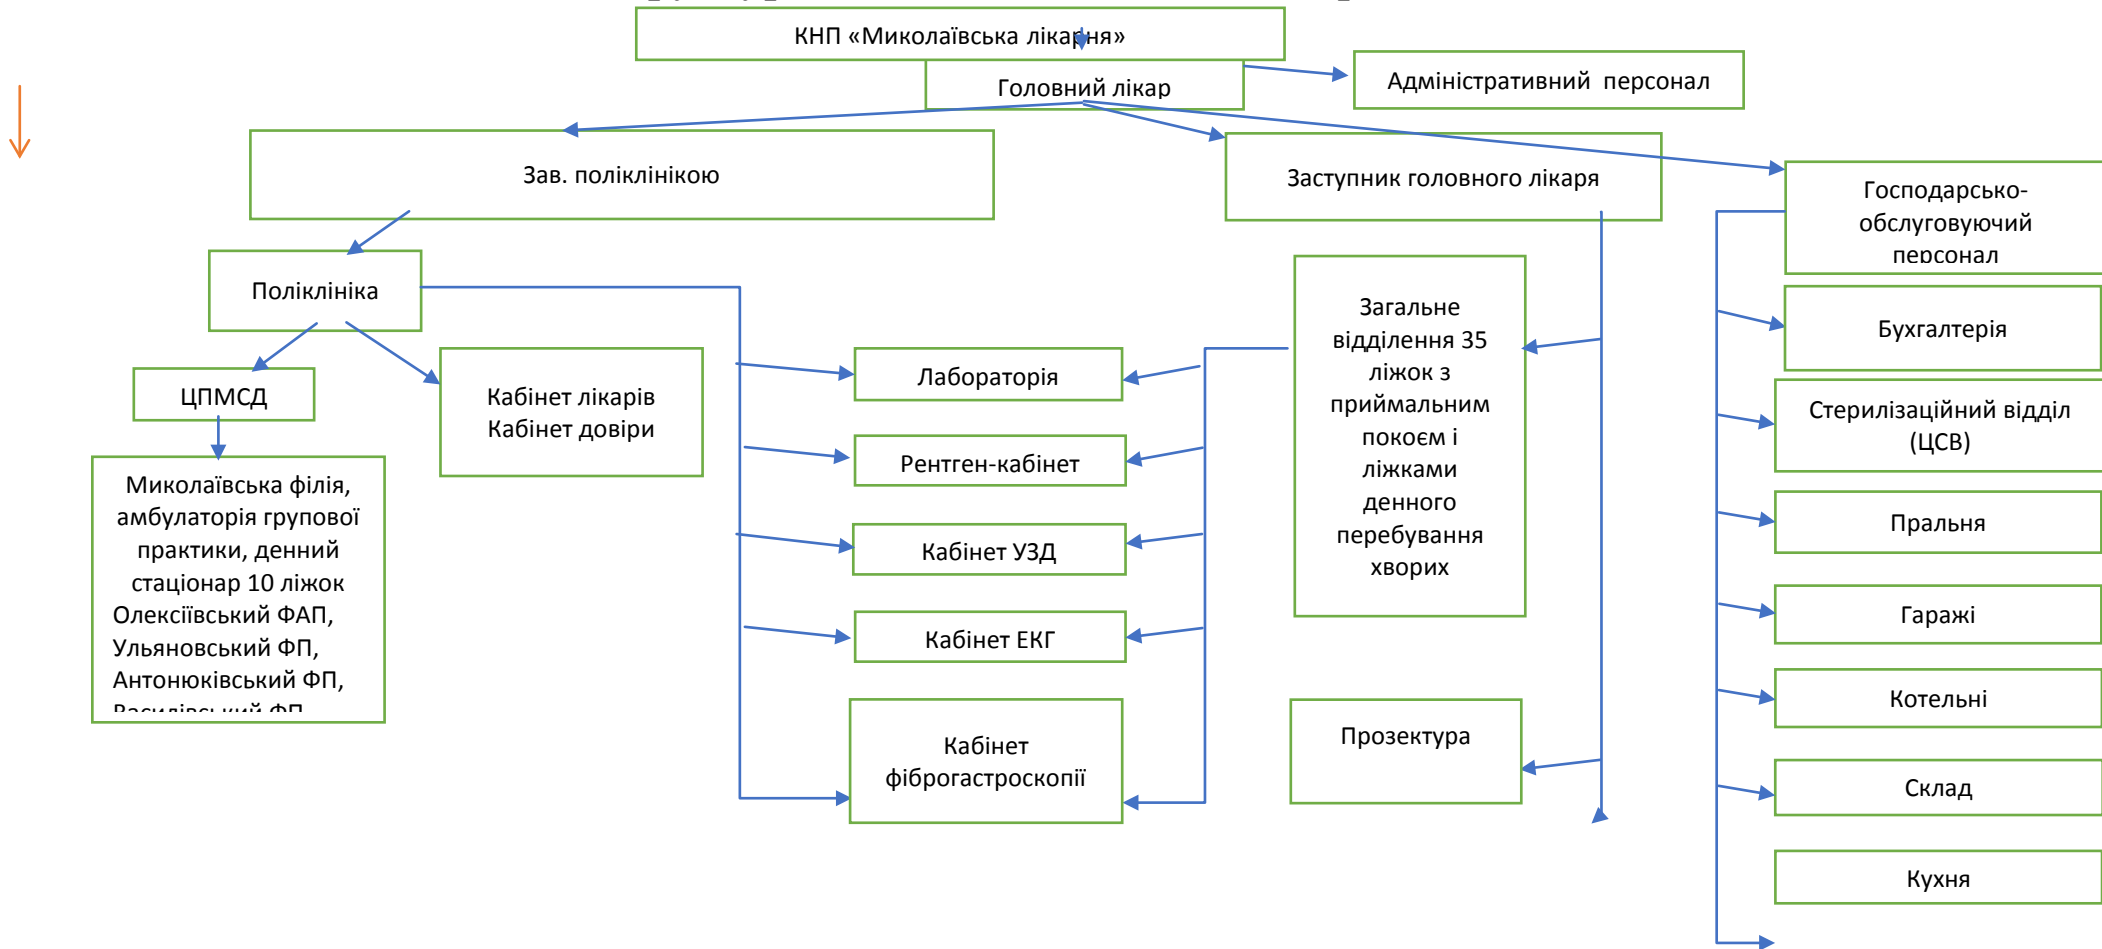 КНП «Миколаївська лікарня»
Головний лікар
Адміністративний персонал
Зав. поліклінікою
Заступник головного лікаря
Господарсько-
обслуговуючий
персонал
Поліклініка
ЦПМСД
Кабінет лікарів
Кабінет довіри
Миколаївська філія,
амбулаторія групової
практики, денний
стаціонар 10 ліжок
Олексіївський ФАП,
Ульяновський ФП,
Антонюківський ФП,
Василівський ФП
Лабораторія
Рентген-кабінет
Кабінет УЗД
Кабінет ЕКГ
Кабінет
фіброгастроскопії
Загальне
відділення 35
ліжок з
приймальним
покоєм і
ліжками
денного
перебування
хворих
Прозектура
Бухгалтерія
Стерилізаційний відділ
(ЦСВ)
Пральня
Гаражі
Котельні
Склад
Кухня